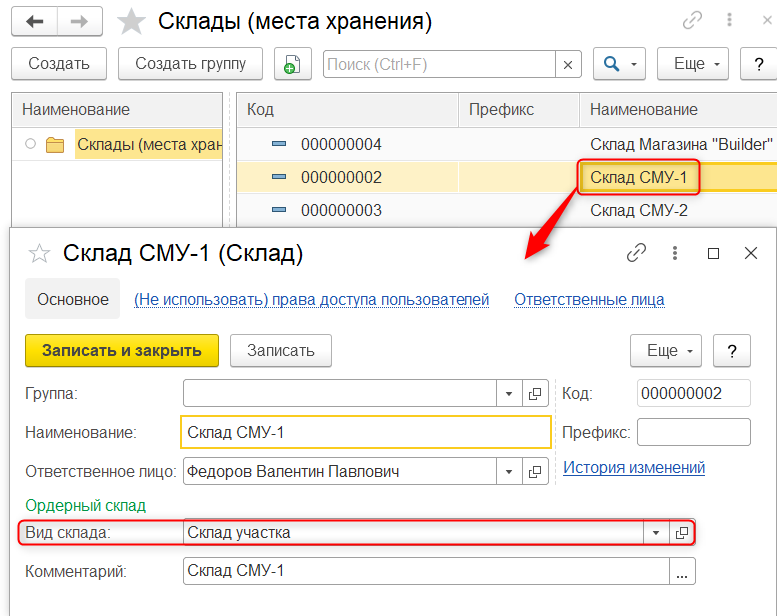 Склады (места хранения)
Создать Создать группу Поиск (Ctrl+F) × Еще ?
Наименование Код Префикс Наименование
Склады (места хран 000000004 Склад Магазина "Builder"
000000002 Склад СМУ-1
000000003 Склад СМУ-2
Склад СМУ-1 (Склад)
Основное (Не использовать) права доступа пользователей Ответственные лица
Записать и закрыть Записать Еще ?
Группа: Код: 000000002
Наименование: Склад СМУ-1 Префикс:
Ответственное лицо: Федоров Валентин Павлович История изменений
Ордерный склад
Вид склада: Склад участка
Комментарий: Склад СМУ-1 ...